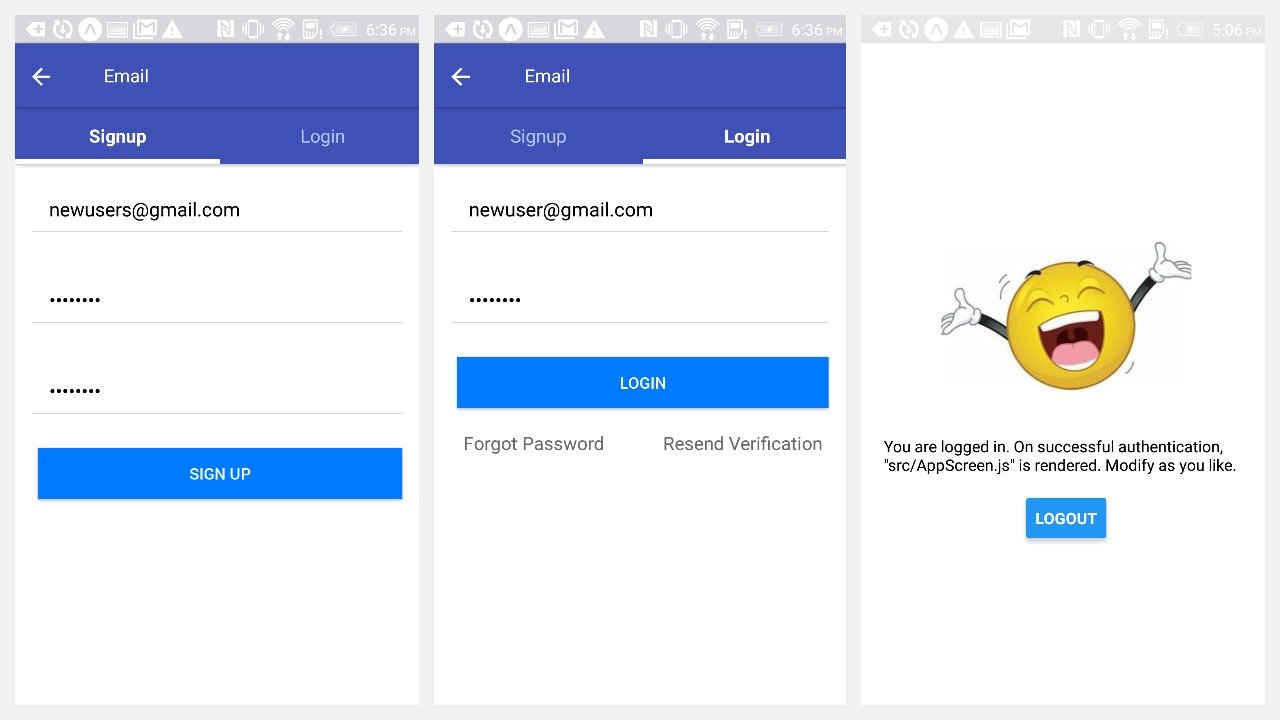 6:36 PM
Email
Signup Login
newusers@gmail.com
••••••••
••••••••
SIGN UP
6:36 PM
Email
Signup Login
newuser@gmail.com
••••••••
LOGIN
Forgot Password Resend Verification
5:06 PM
You are logged in. On successful authentication,
"src/AppScreen.js" is rendered. Modify as you like.
LOGOUT